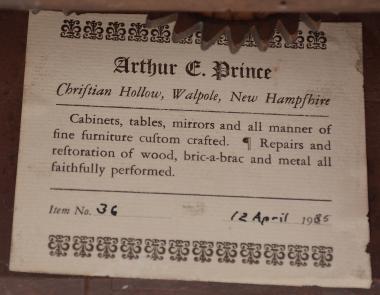 Arthur E. Prince
Chriſtian Hollow, Walpole, New Hampſhire
Cabinets, tables, mirrors and all manner of
fine furniture cuſtom crafted. ¶ Repairs and
reſtoration of wood, bric-a-brac and metal all
faithfully performed.
Item No. 36 12 April 1985